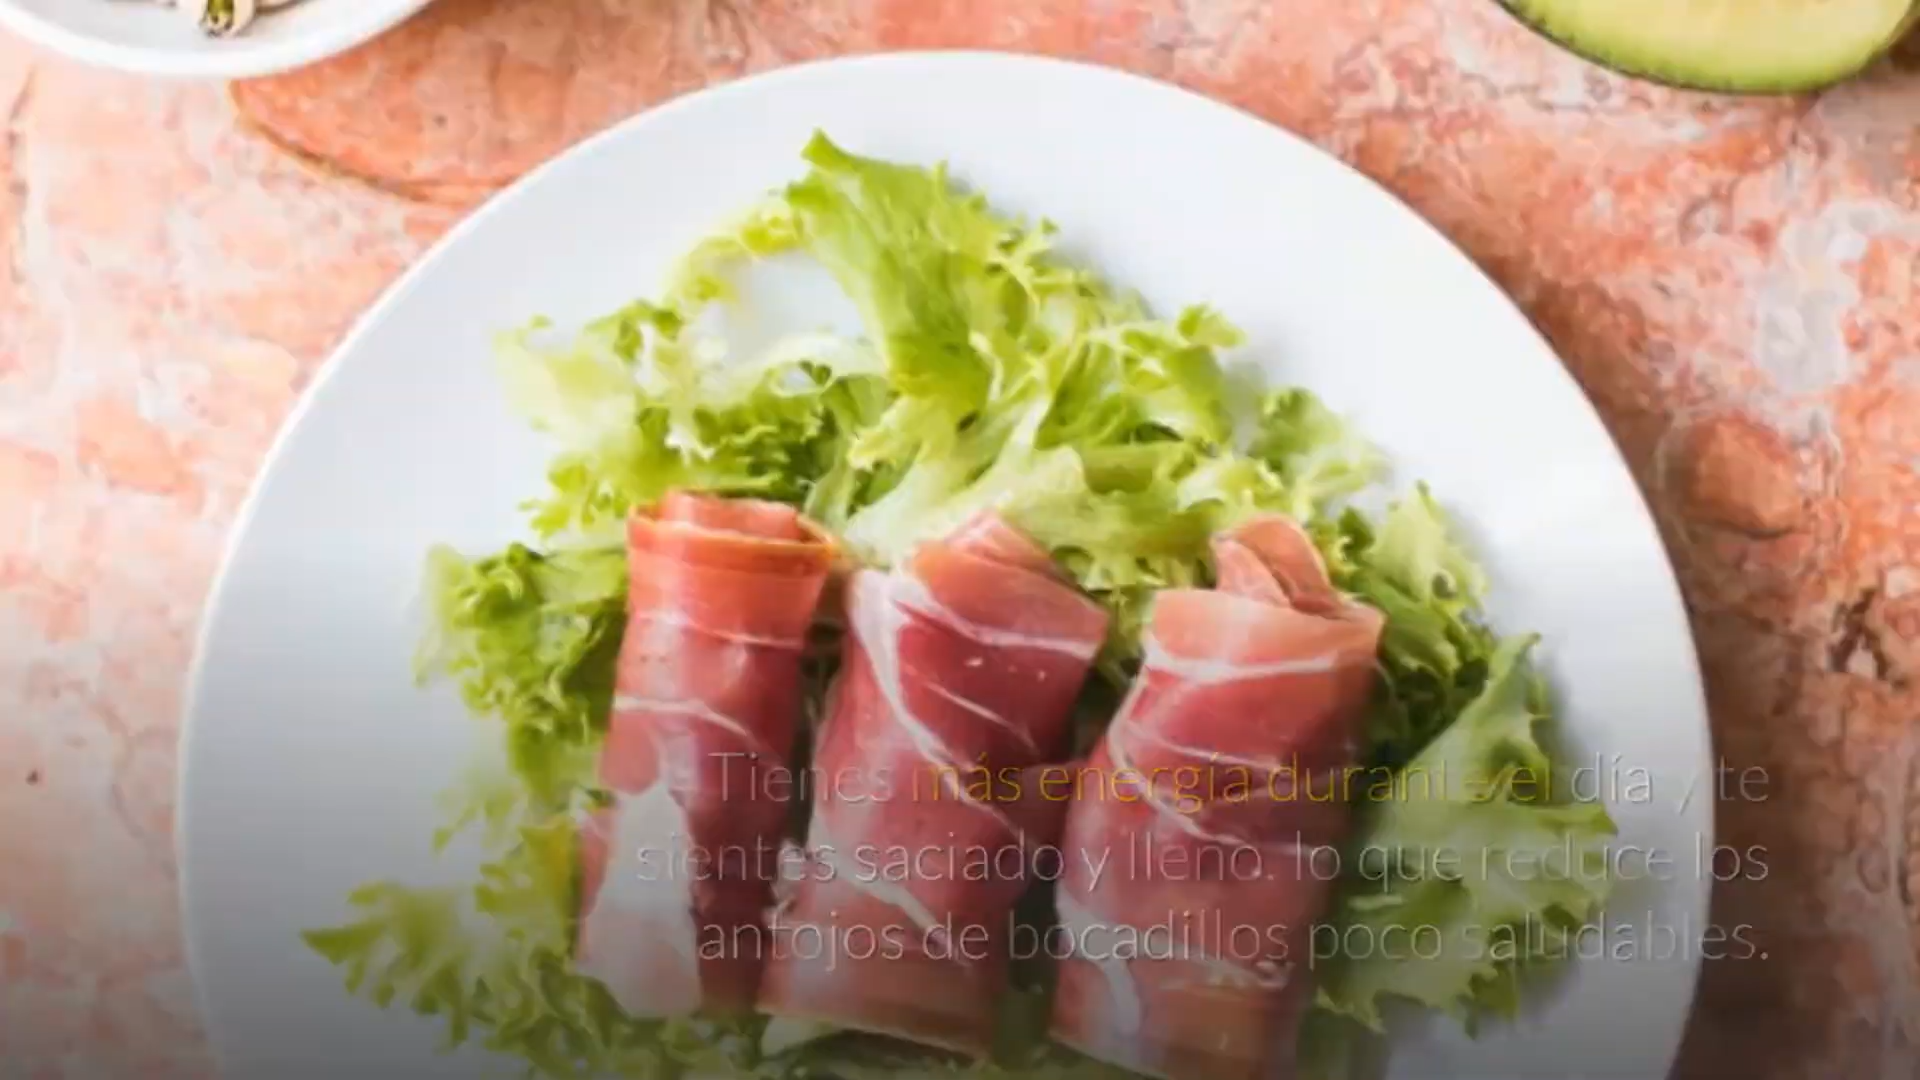 Tienes más energía durante el día y te
sientes saciado y lleno, lo que reduce los
antojos de bocadillos poco saludables.